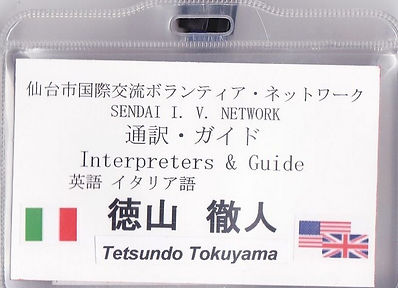 仙台市国際交流ボランティア・ネットワーク
SENDAI I. V. NETWORK
通訳・ガイド
Interpreters & Guide
英語 イタリア語
徳山 徹人
Tetsundo Tokuyama